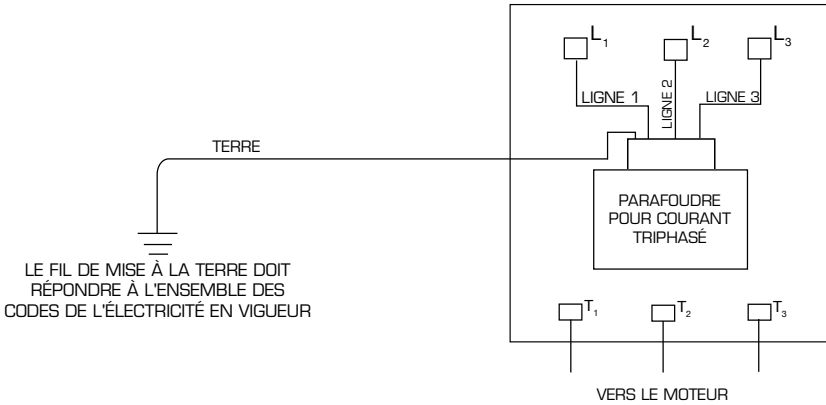 L₁
L₂
L₃
LIGNE 1
LIGNE 2
LIGNE 3
TERRE
PARAFOUDRE
POUR COURANT
TRIPHASÉ
LE FIL DE MISE À LA TERRE DOIT
RÉPONDRE À L'ENSEMBLE DES
CODES DE L'ÉLECTRICITÉ EN VIGUEUR
T₁
T₂
T₃
VERS LE MOTEUR